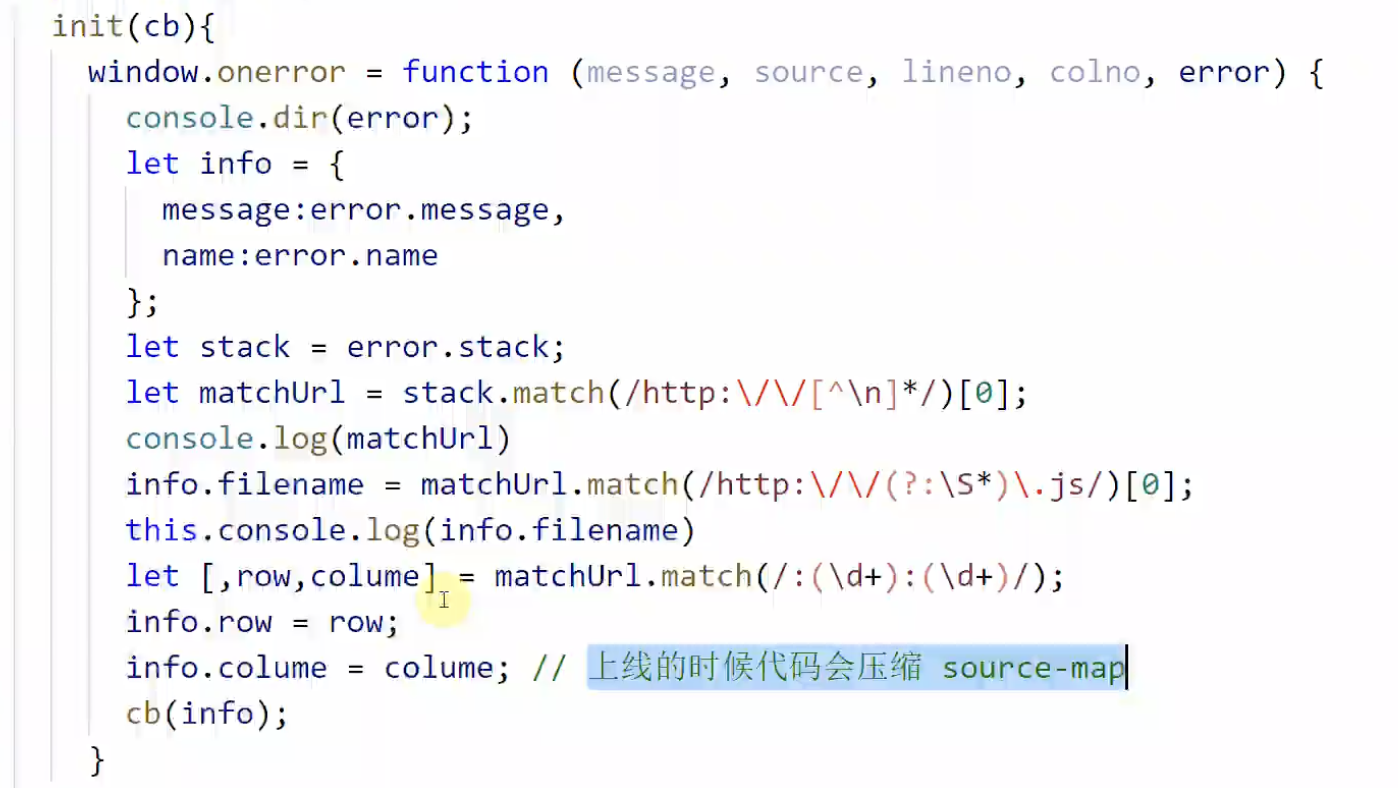 init(cb){
window.onerror = function (message, source, lineno, colno, error) {
console.dir(error);
let info = {
message:error.message,
name:error.name
};
let stack = error.stack;
let matchUrl = stack.match(/http:\/\/[^\n]*/)[0];
console.log(matchUrl)
info.filename = matchUrl.match(/http:\/\/(?:\S*)\.js/)[0];
this.console.log(info.filename)
let [,row,colume] = matchUrl.match(/:(\d+):(\d+)/);
info.row = row;
info.colume = colume; // 上线的时候代码会压缩 source-map
cb(info);
}